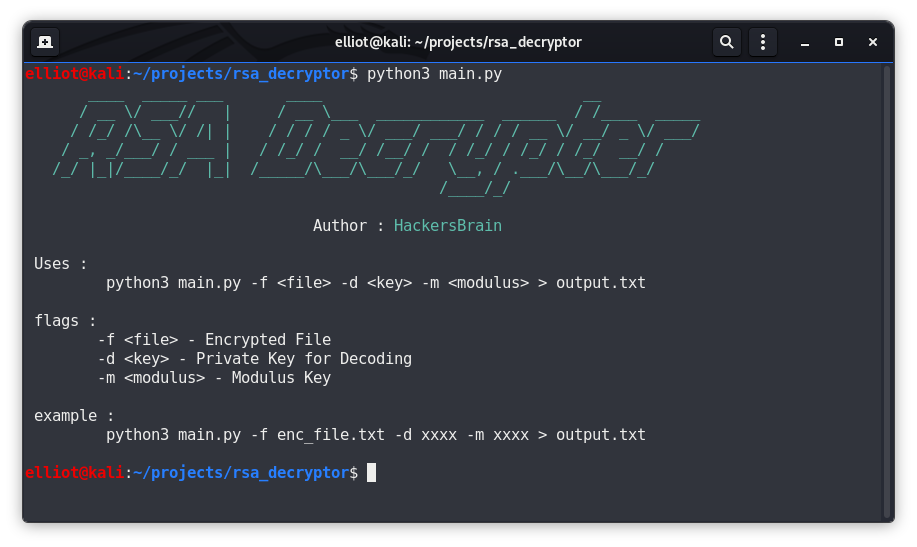 elliot@kali: ~/projects/rsa_decryptor
elliot@kali:~/projects/rsa_decryptor$ python3 main.py
RSA Decryptor
Author : HackersBrain
Uses :
python3 main.py -f <file> -d <key> -m <modulus> > output.txt
flags :
-f <file> - Encrypted File
-d <key> - Private Key for Decoding
-m <modulus> - Modulus Key
example :
python3 main.py -f enc_file.txt -d xxxx -m xxxx > output.txt
elliot@kali:~/projects/rsa_decryptor$